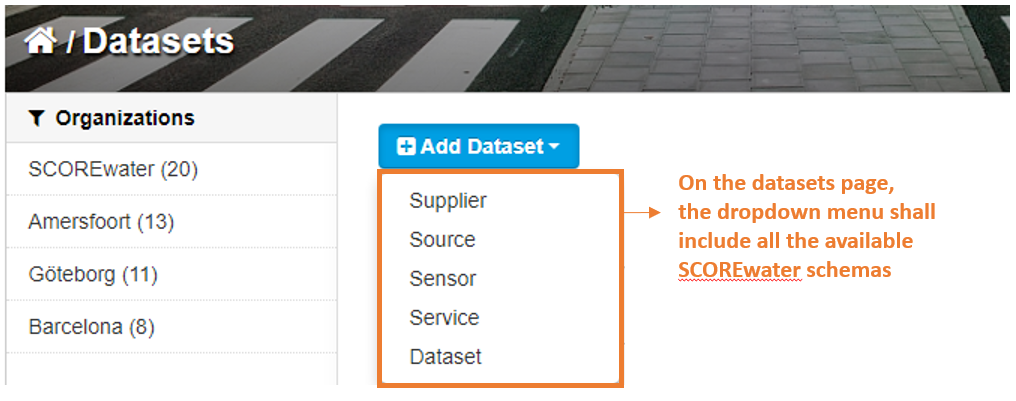 / Datasets
Organizations
SCOREwater (20)
Amersfoort (13)
Göteborg (11)
Barcelona (8)
Add Dataset
Supplier
Source
Sensor
Service
Dataset
On the datasets page,
the dropdown menu shall
include all the available
SCOREwater schemas